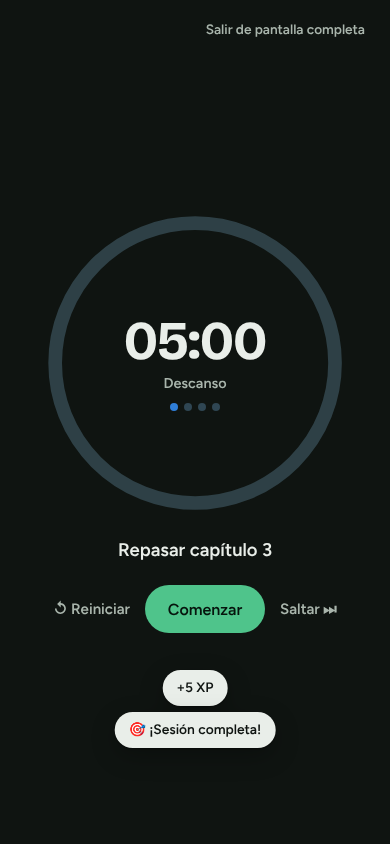 Salir de pantalla completa
05:00
Descanso
Repasar capítulo 3
Reiniciar
Comenzar
Saltar
+5 XP
🎯 ¡Sesión completa!